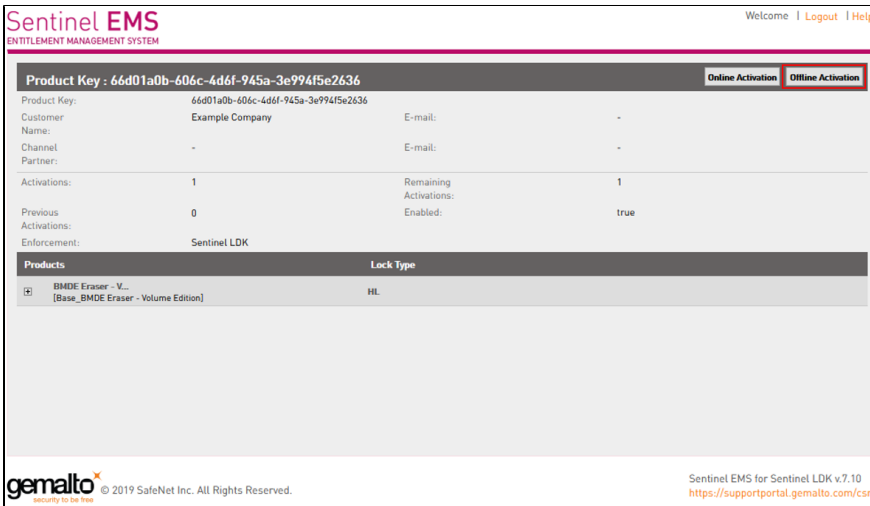 Sentinel EMS
ENTITLEMENT MANAGEMENT SYSTEM
Welcome | Logout | Help
Product Key : 66d01a0b-606c-4d6f-945a-3e994f5e2636
Online Activation Offline Activation
Product Key: 66d01a0b-606c-4d6f-945a-3e994f5e2636
Customer Name: Example Company E-mail: -
Channel Partner: - E-mail: -
Activations: 1 Remaining Activations: 1
Previous Activations: 0 Enabled: true
Enforcement: Sentinel LDK
Products Lock Type
BMDE Eraser - V... HL
[Base_BMDE Eraser - Volume Edition]
gemalto
security to be free
© 2019 SafeNet Inc. All Rights Reserved.
Sentinel EMS for Sentinel LDK v.7.10
https://supportportal.gemalto.com/csm